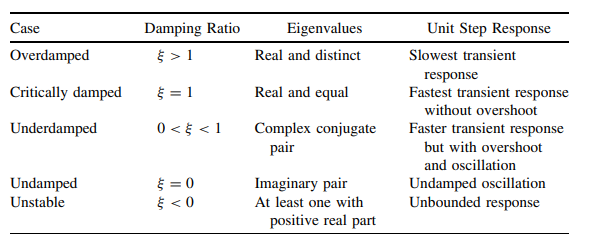 Case Damping Ratio Eigenvalues Unit Step Response
Overdamped ξ > 1 Real and distinct Slowest transient
response
Critically damped ξ = 1 Real and equal Fastest transient response
without overshoot
Underdamped 0 < ξ < 1 Complex conjugate Faster transient response
pair but with overshoot
and oscillation
Undamped ξ = 0 Imaginary pair Undamped oscillation
Unstable ξ < 0 At least one with Unbounded response
positive real part